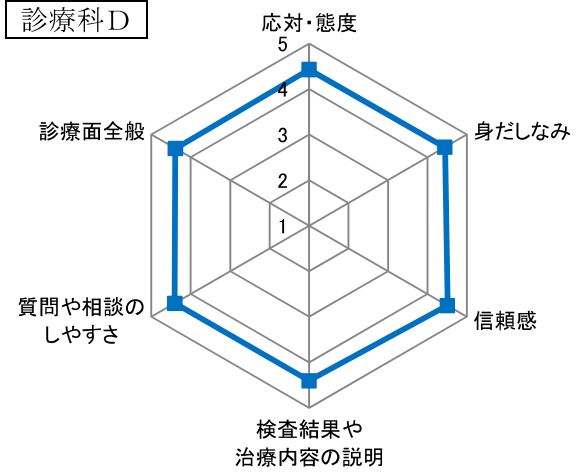 診療科D
応対・態度
5
4
3
2
1
身だしなみ
信頼感
検査結果や
治療内容の説明
質問や相談の
しやすさ
診療面全般